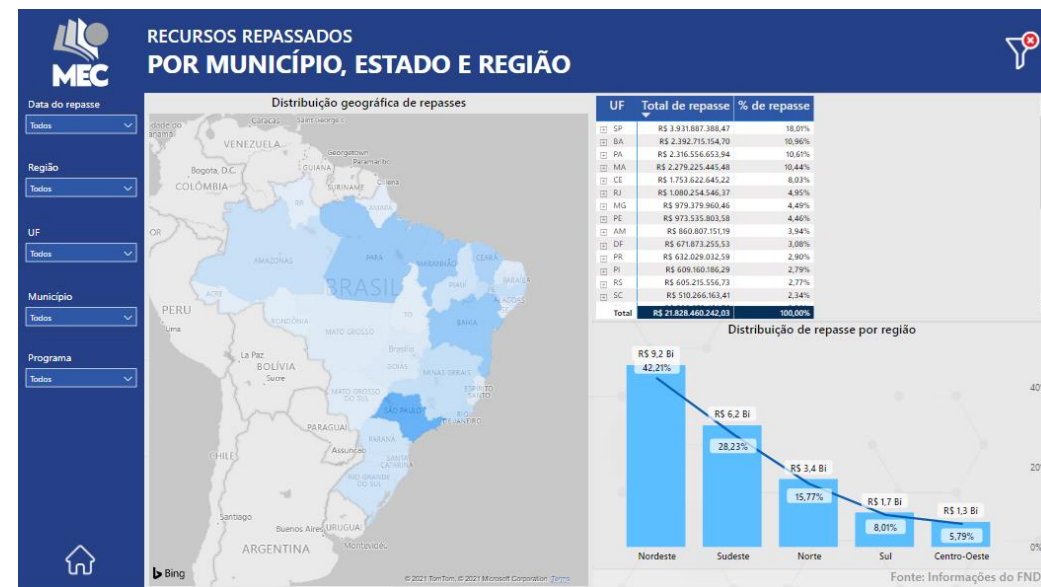 MEC
RECURSOS REPASSADOS
POR MUNICÍPIO, ESTADO E REGIÃO
Data do repasse
Todos
Região
Todos
UF
Todos
Município
Todos
Programa
Todos
Distribuição geográfica de repasses
Caracas
Saint George's
VENEZUELA
Georgetown
Paramaribo
Bogota, D.C.
GUIANA
COLÔMBIA
SURINAME
RR
AMAPÁ
AMAZONAS
PARÁ
MARANHÃO
CEARÁ
PIAUÍ
BRASIL
ACRE
PERU
RONDÔNIA
TO
Lima
MATO GROSSO
BAHIA
La Paz
Brasília
BOLÍVIA
GOIÁS
MINAS GERAIS
Sucre
MATO GROSSO
DO SUL
ESPÍRITO
SANTO
SÃO PAULO
RIO
DE JANEIRO
PARAGUAI
PARANÁ
CHILE
SANTA
CATARINA
RIO GRANDE
DO SUL
Santiago
Buenos Aires
URUGUAI
ARGENTINA
Montevidéu
Bing
© 2021 TomTom, © 2021 Microsoft Corporation Terms
UF Total de repasse % de repasse
SP R$ 3.931.887.388,47 18,01%
BA R$ 2.392.715.154,70 10,96%
PA R$ 2.316.556.653,94 10,61%
MA R$ 2.279.225.445,48 10,44%
CE R$ 1.753.622.645,22 8,03%
RJ R$ 1.080.254.546,37 4,95%
MG R$ 979.379.960,46 4,49%
PE R$ 973.535.803,58 4,46%
AM R$ 860.807.151,19 3,94%
DF R$ 671.873.255,53 3,08%
PR R$ 632.029.032,59 2,90%
PI R$ 609.160.186,29 2,79%
RS R$ 605.215.556,73 2,77%
SC R$ 510.266.163,41 2,34%
Total R$ 21.828.460.242,03 100,00%
Distribuição de repasse por região
R$ 9,2 Bi
42,21%
R$ 6,2 Bi
28,23%
R$ 3,4 Bi
15,77%
R$ 1,7 Bi
8,01%
R$ 1,3 Bi
5,79%
40
20
0%
Nordeste Sudeste Norte Sul Centro-Oeste
Fonte: Informações do FND